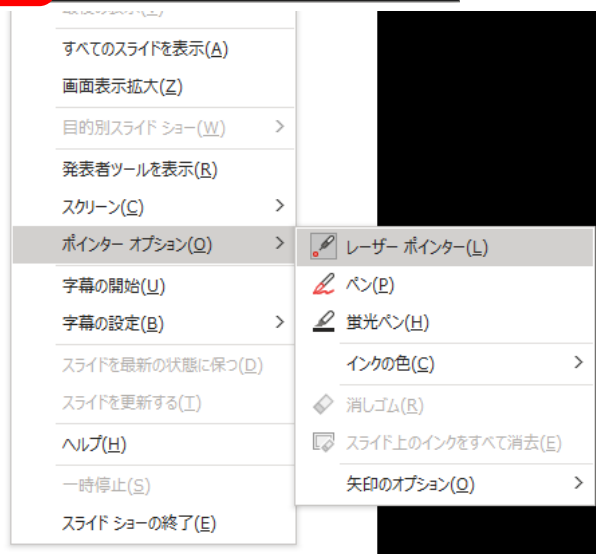 すべてのスライドを表示(A)
画面表示拡大(Z)
目的別スライド ショー(W)
発表者ツールを表示(R)
スクリーン(C)
ポインター オプション(O)
字幕の開始(U)
字幕の設定(B)
スライドを最新の状態に保つ(D)
スライドを更新する(T)
ヘルプ(H)
一時停止(S)
スライド ショーの終了(E)
レーザー ポインター(L)
ペン(P)
蛍光ペン(H)
インクの色(C)
消しゴム(R)
スライド上のインクをすべて消去(E)
矢印のオプション(O)